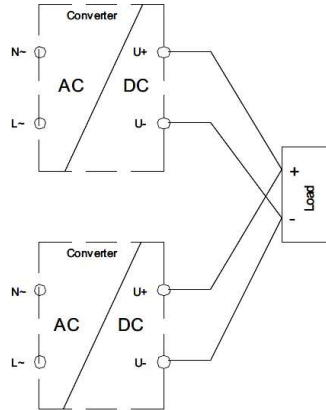 Converter
N~
U+
AC
DC
L~
U-
+
-
Load
Converter
N~
U+
AC
DC
L~
U-